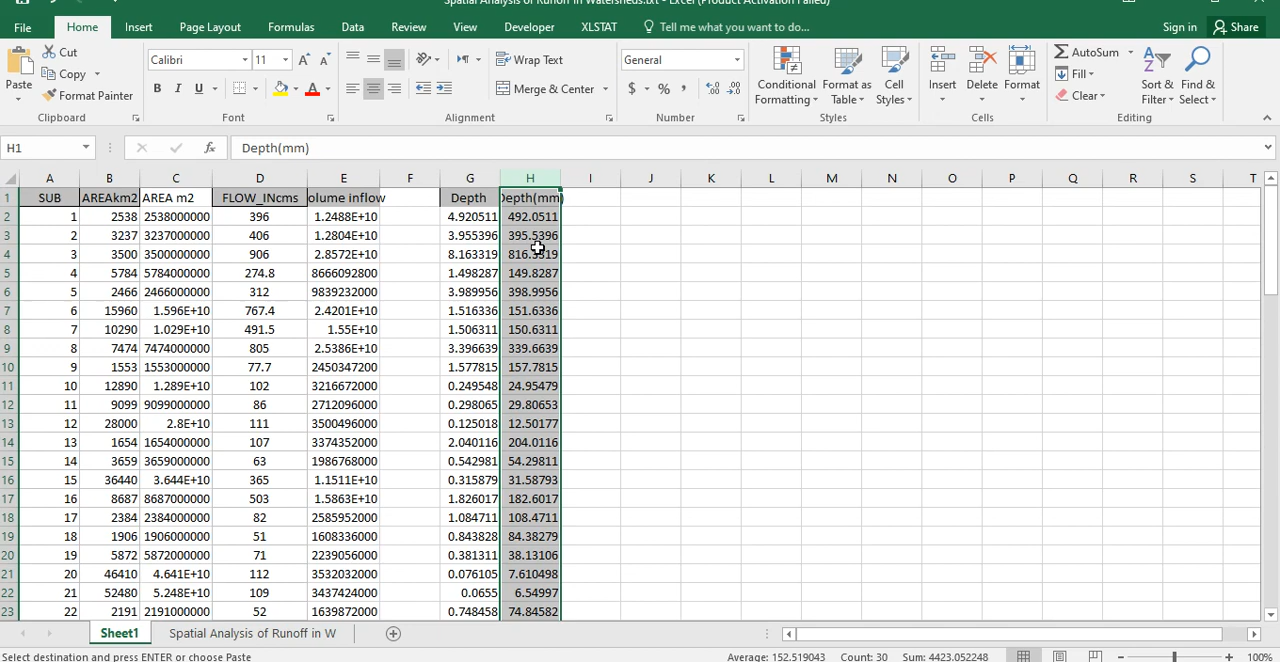 Spatial Analysis of Runoff in Watersheds.txt - Excel (Product Activation Failed)
File Home Insert Page Layout Formulas Data Review View Developer XLSTAT Tell me what you want to do... Sign in Share
Cut
Copy
Format Painter
Paste
Clipboard
Calibri 11
B I U
Font
Wrap Text
Merge & Center
Alignment
General
$ % ,
Number
Conditional Formatting
Format as Table
Cell Styles
Styles
Insert Delete Format
Cells
AutoSum
Fill
Clear
Sort & Filter
Find & Select
Editing
H1 fx Depth(mm)
A B C D E F G H I J K L M N O P Q R S T
1 SUB AREAkm2 AREA m2 FLOW_INcms olume inflow Depth Depth(mm)
2 1 2538 2538000000 396 1.2488E+10 4.920511 492.0511
3 2 3237 3237000000 406 1.2804E+10 3.955396 395.5396
4 3 3500 3500000000 906 2.8572E+10 8.163319 816.3319
5 4 5784 5784000000 274.8 8666092800 1.498287 149.8287
6 5 2466 2466000000 312 9839232000 3.989956 398.9956
7 6 15960 1.596E+10 767.4 2.4201E+10 1.516336 151.6336
8 7 10290 1.029E+10 491.5 1.55E+10 1.506311 150.6311
9 8 7474 7474000000 805 2.5386E+10 3.396639 339.6639
10 9 1553 1553000000 77.7 2450347200 1.577815 157.7815
11 10 12890 1.289E+10 102 3216672000 0.249548 24.95479
12 11 9099 9099000000 86 2712096000 0.298065 29.80653
13 12 28000 2.8E+10 111 3500496000 0.125018 12.50177
14 13 1654 1654000000 107 3374352000 2.040116 204.0116
15 14 3659 3659000000 63 1986768000 0.542981 54.29811
16 15 36440 3.644E+10 365 1.1511E+10 0.315879 31.58793
17 16 8687 8687000000 503 1.5863E+10 1.826017 182.6017
18 17 2384 2384000000 82 2585952000 1.084711 108.4711
19 18 1906 1906000000 51 1608336000 0.843828 84.38279
20 19 5872 5872000000 71 2239056000 0.381311 38.13106
21 20 46410 4.641E+10 112 3532032000 0.076105 7.610498
22 21 52480 5.248E+10 109 3437424000 0.0655 6.54997
23 22 2191 2191000000 52 1639872000 0.748458 74.84582
Sheet1 Spatial Analysis of Runoff in W
Select destination and press ENTER or choose Paste Average: 152.519043 Count: 30 Sum: 4423.052248 100%